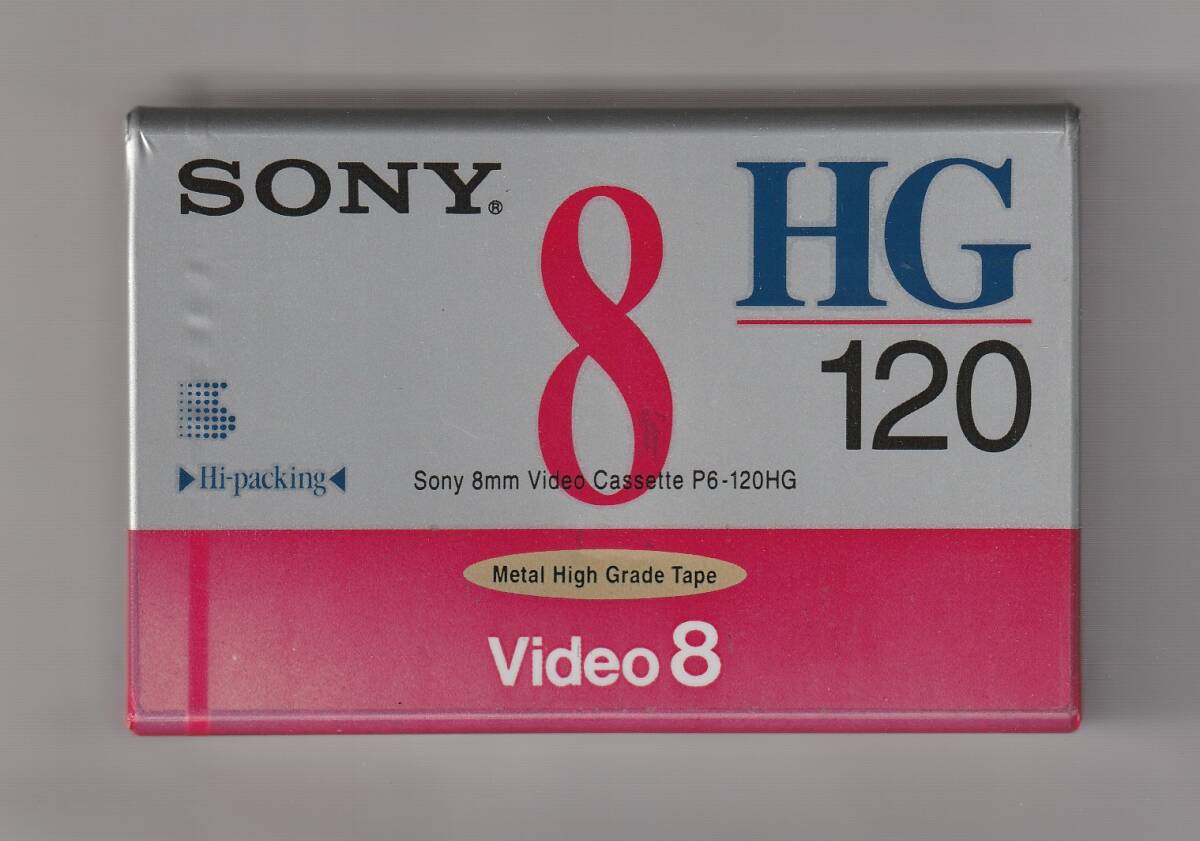 SONY®
8
HG
120
▶Hi-packing◀
Sony 8mm Video Cassette P6-120HG
Metal High Grade Tape
Video 8